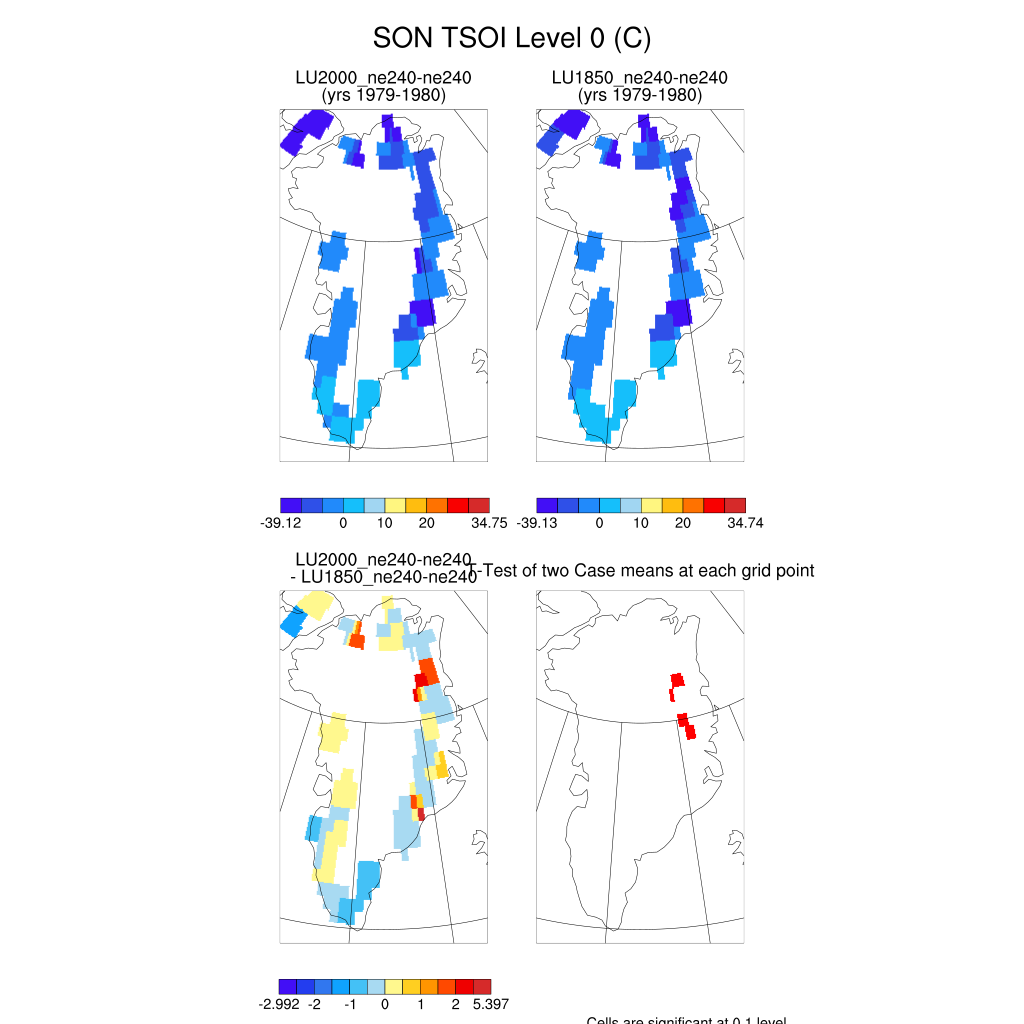 SON TSOI Level 0 (C)
LU2000_ne240-ne240
(yrs 1979-1980)
LU1850_ne240-ne240
(yrs 1979-1980)
-39.12 0 10 20 34.75
-39.13 0 10 20 34.74
LU2000_ne240-ne240
- LU1850_ne240-ne240
T-Test of two Case means at each grid point
-2.992 -2 -1 0 1 2 5.397
Cells are significant at 0.1 level